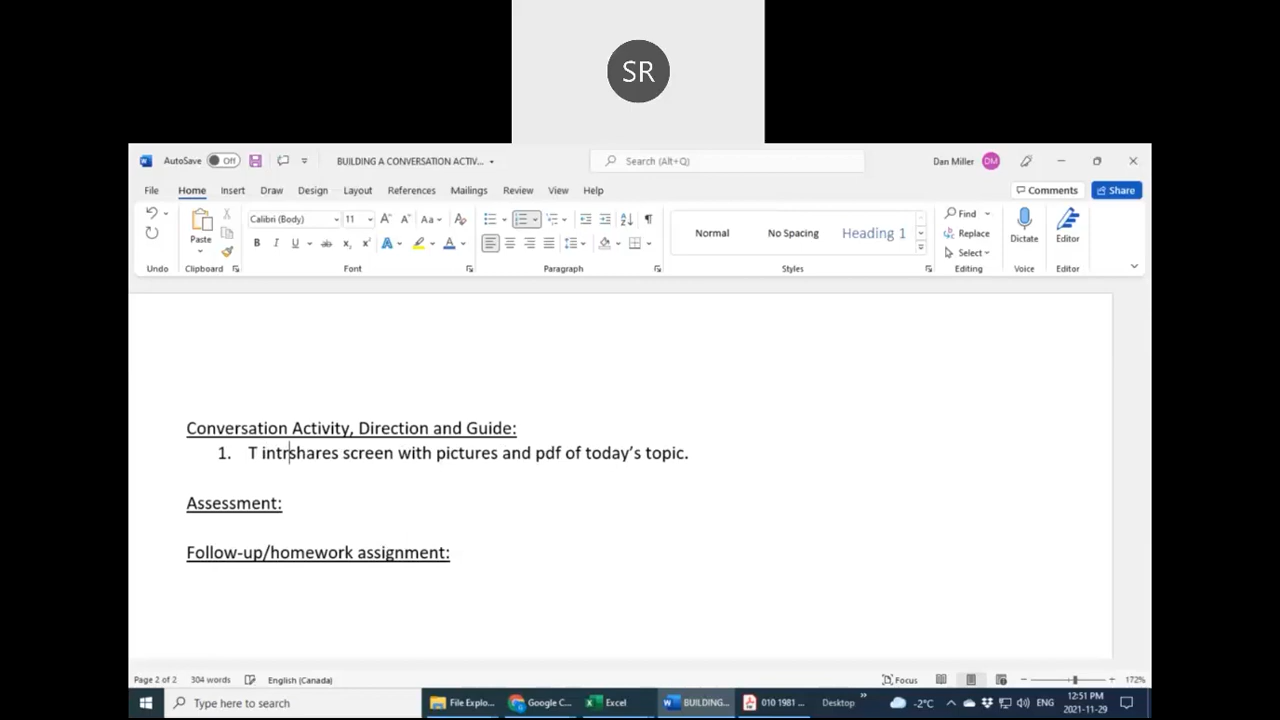 SR
AutoSave Off BUILDING A CONVERSATION ACTIV... Search (Alt+Q) Dan Miller DM
File Home Insert Draw Design Layout References Mailings Review View Help Comments Share
Calibri (Body) 11 Aa Find
Paste B I U ab x₂ x² A A Normal No Spacing Heading 1 Replace Dictate Editor
Select
Undo Clipboard Font Paragraph Styles Editing Voice Editor
Conversation Activity, Direction and Guide:
1. T intrshares screen with pictures and pdf of today's topic.
Assessment:
Follow-up/homework assignment:
Page 2 of 2 304 words English (Canada) Focus 172%
Type here to search File Explo... Google C... Excel BUILDING... 010 1981 ... Desktop -2°C ENG 12:51 PM
2021-11-29